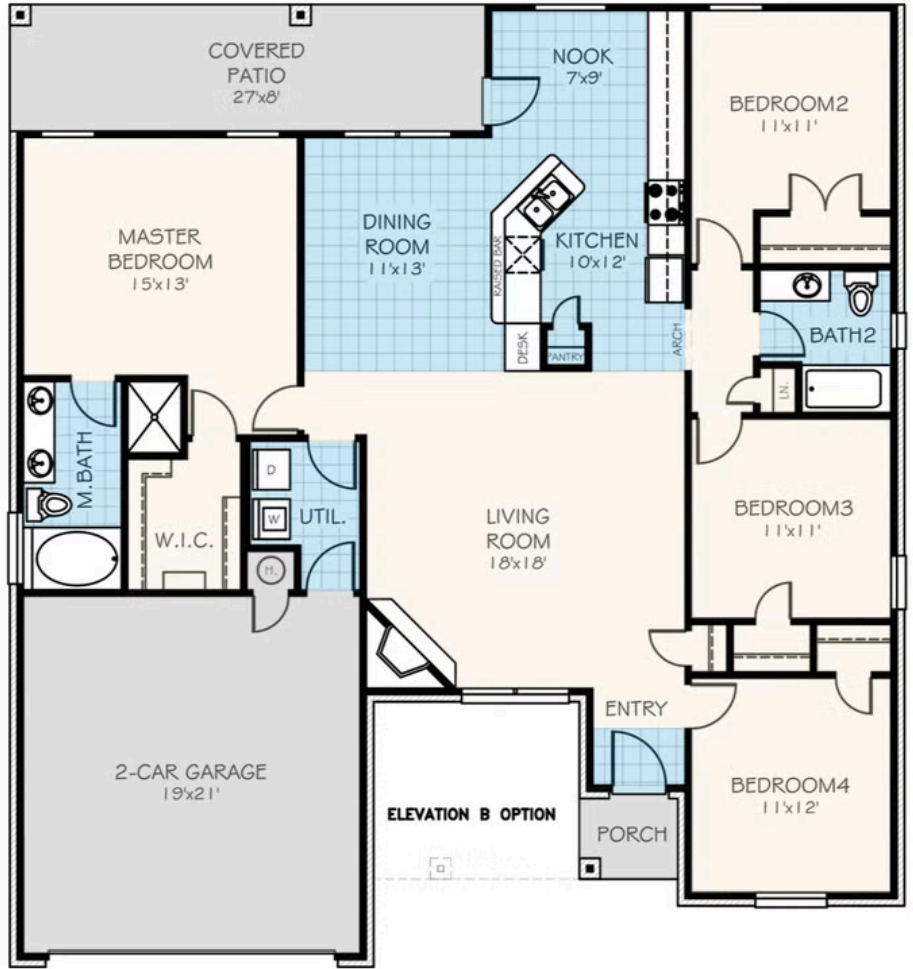 COVERED
PATIO
27'x8'
NOOK
7'x9'
BEDROOM2
11'x11'
MASTER
BEDROOM
15'x13'
DINING
ROOM
11'x13'
RAISED BAR
KITCHEN
10'x12'
DESK
PANTRY
ARCH
BATH2
LN.
M.BATH
W.I.C.
D
W
UTIL.
H.
LIVING
ROOM
18'x18'
BEDROOM3
11'x11'
ENTRY
2-CAR GARAGE
19'x21'
ELEVATION B OPTION
PORCH
BEDROOM4
11'x12'